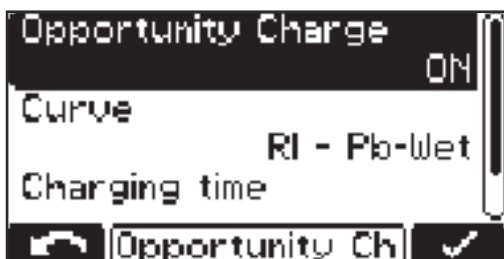 Opportunity Charge
ON
Curve
RI - Pb-Wet
Charging time
Opportunity Ch